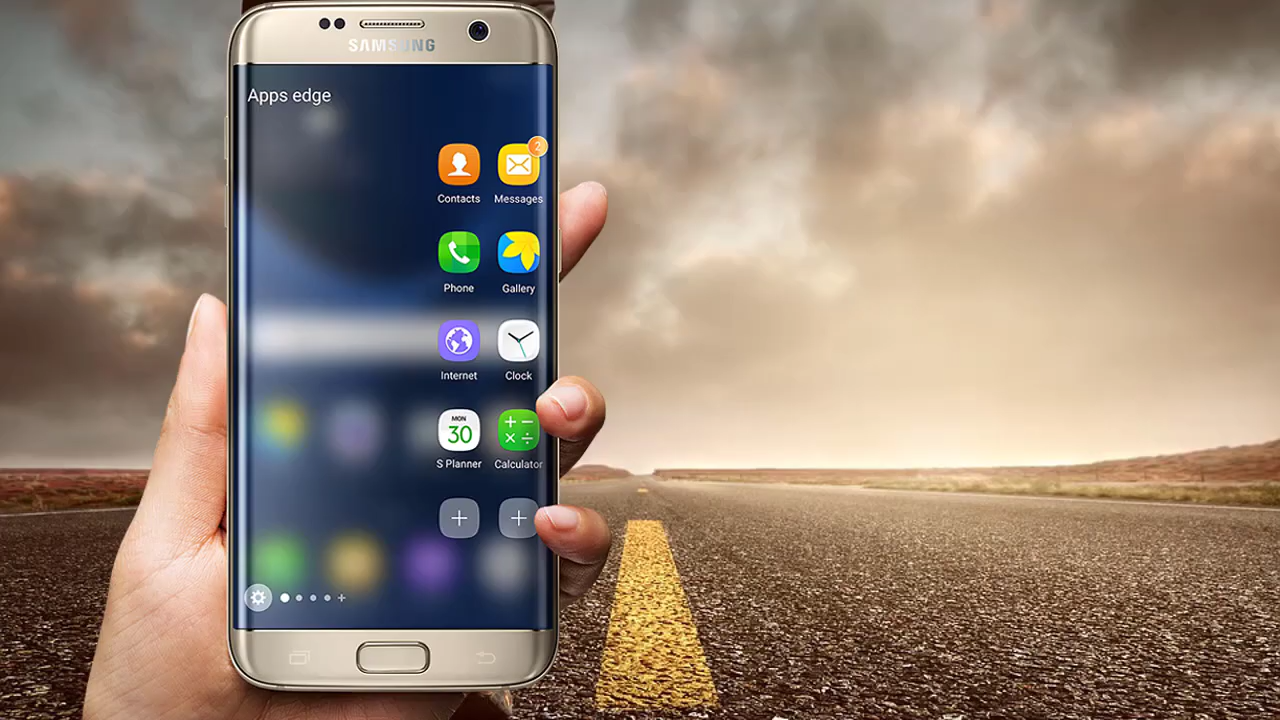 SAMSUNG
Apps edge
2
Contacts
Messages
Phone
Gallery
Internet
Clock
MON
30
S Planner
Calculator